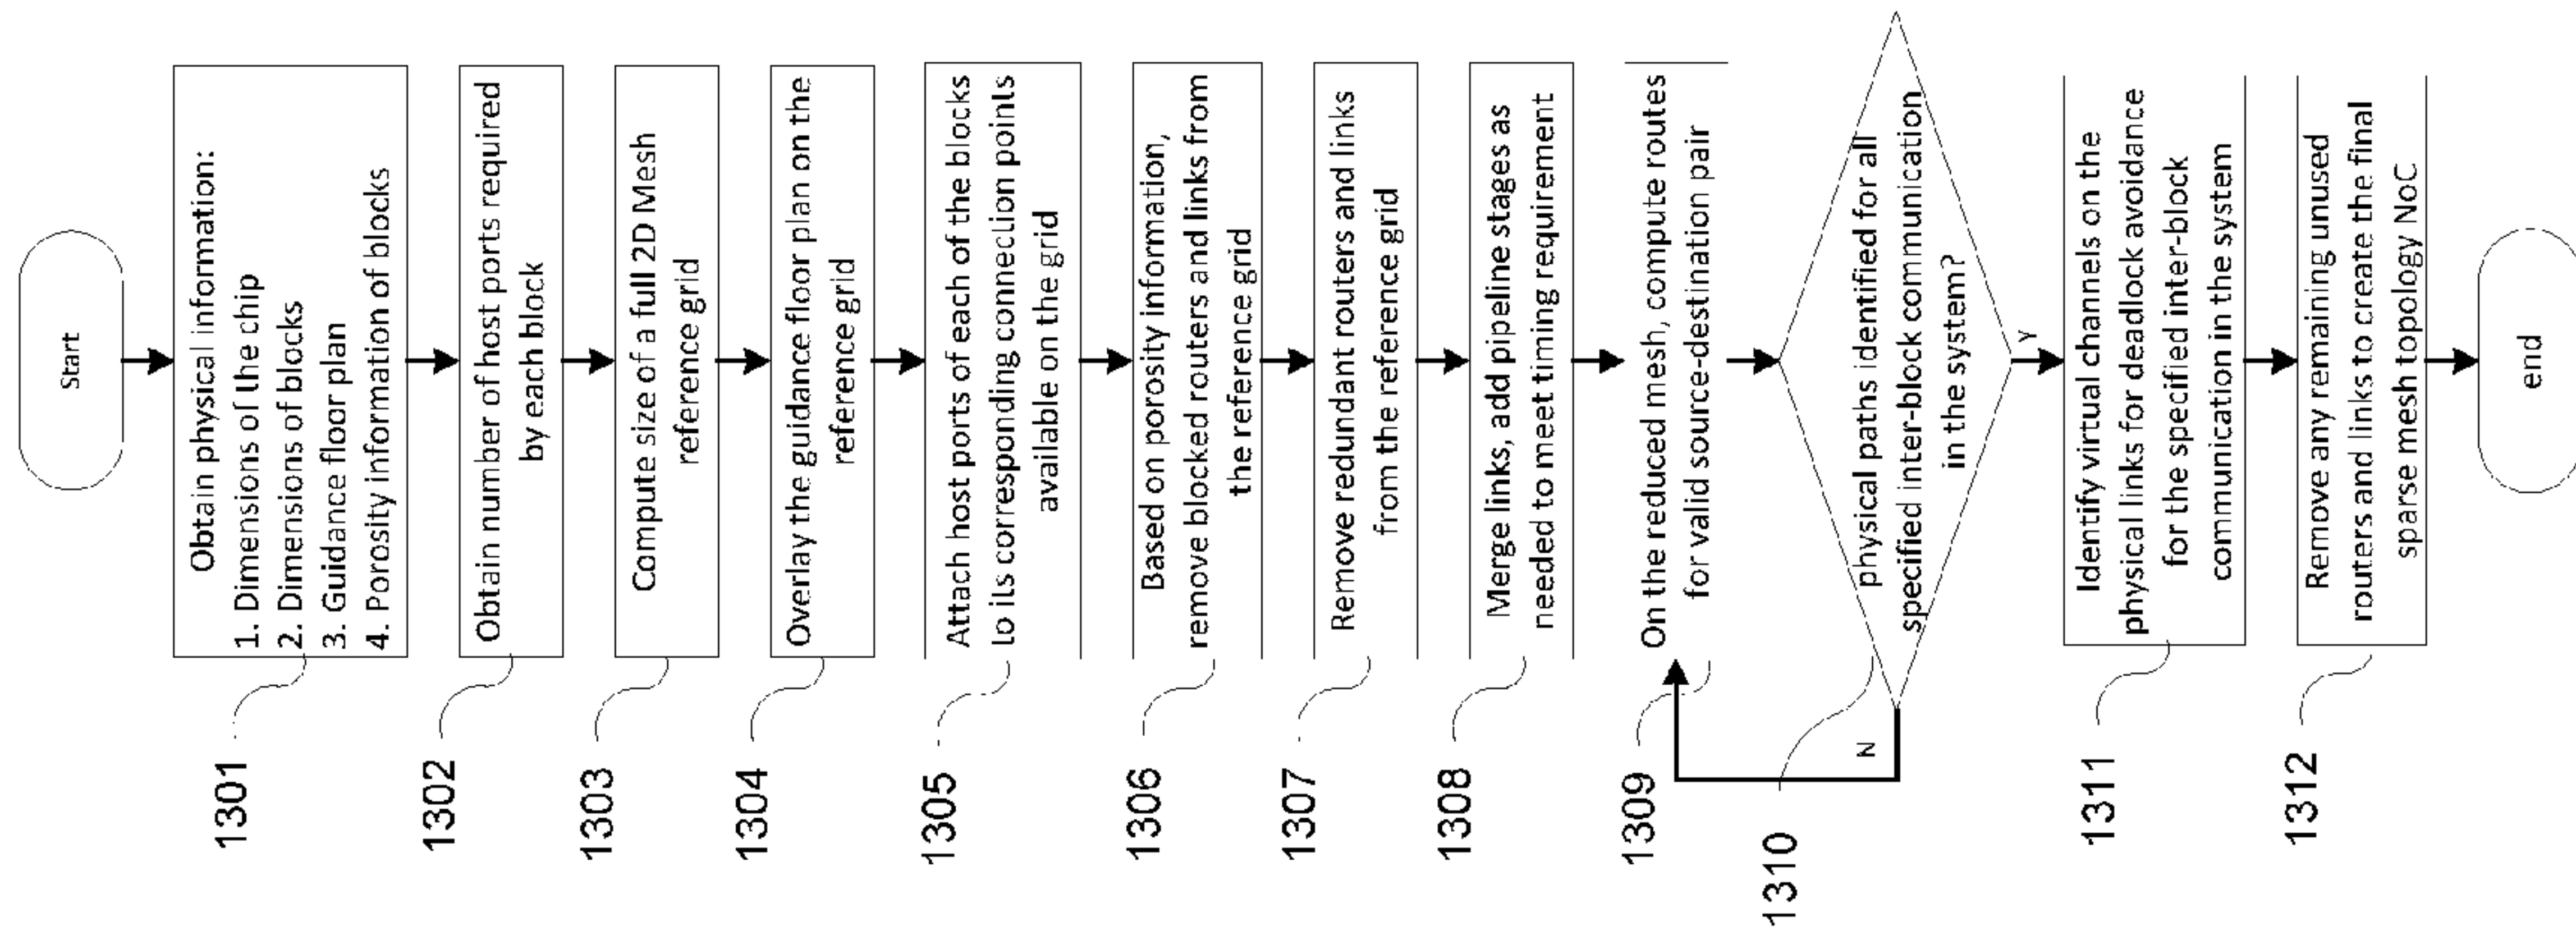 Start
1301
Obtain physical information:
1. Dimensions of the chip
2. Dimensions of blocks
3. Guidance floor plan
4. Porosity information of blocks
1302
Obtain number of host ports required
by each block
1303
Compute size of a full 2D Mesh
reference grid
1304
Overlay the guidance floor plan on the
reference grid
1305
Attach host ports of each of the blocks
to its corresponding connection points
available on the grid
1306
Based on porosity information,
remove blocked routers and links from
the reference grid
1307
Remove redundant routers and links
from the reference grid
1308
Merge links, add pipeline stages as
needed to meet timing requirement
1309
On the reduced mesh, compute routes
for valid source-destination pair
1310
physical paths identified for all
specified inter-block communication
in the system?
N
Y
1311
Identify virtual channels on the
physical links for deadlock avoidance
for the specified inter-block
communication in the system
1312
Remove any remaining unused
routers and links to create the final
sparse mesh topology NoC
end